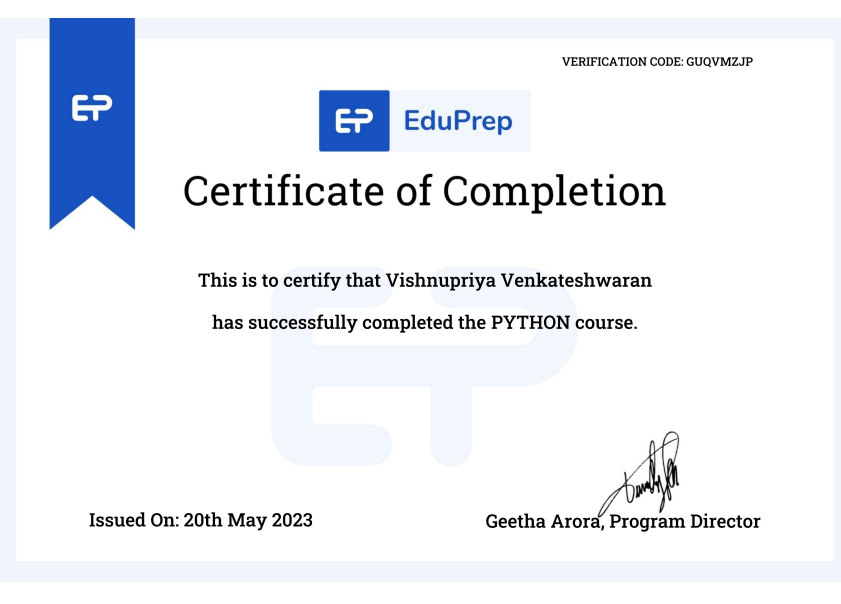 VERIFICATION CODE: GUQVMZJP
EP
EP EduPrep
Certificate of Completion
EP
This is to certify that Vishnupriya Venkateshwaran
has successfully completed the PYTHON course.
Issued On: 20th May 2023
Geetha Arora, Program Director